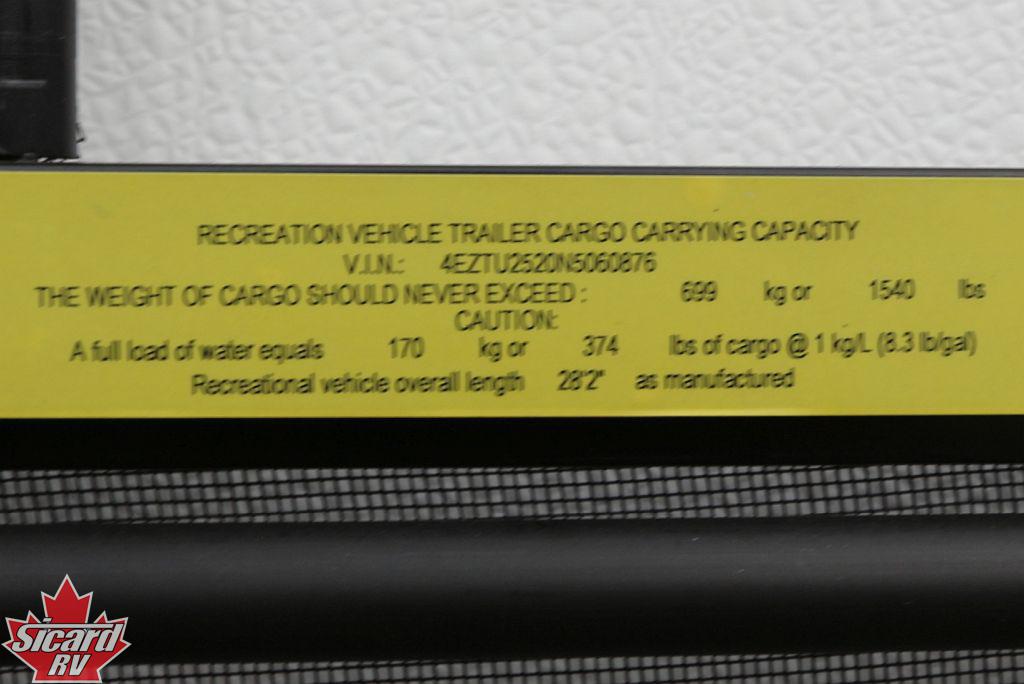 RECREATION VEHICLE TRAILER CARGO CARRYING CAPACITY
V.I.N.: 4EZTU2520N5060876
THE WEIGHT OF CARGO SHOULD NEVER EXCEED : 699 kg or 1540 lbs
CAUTION:
A full load of water equals 170 kg or 374 lbs of cargo @ 1 kg/L (8.3 lb/gal)
Recreational vehicle overall length 28'2" as manufactured
Sicard
RV